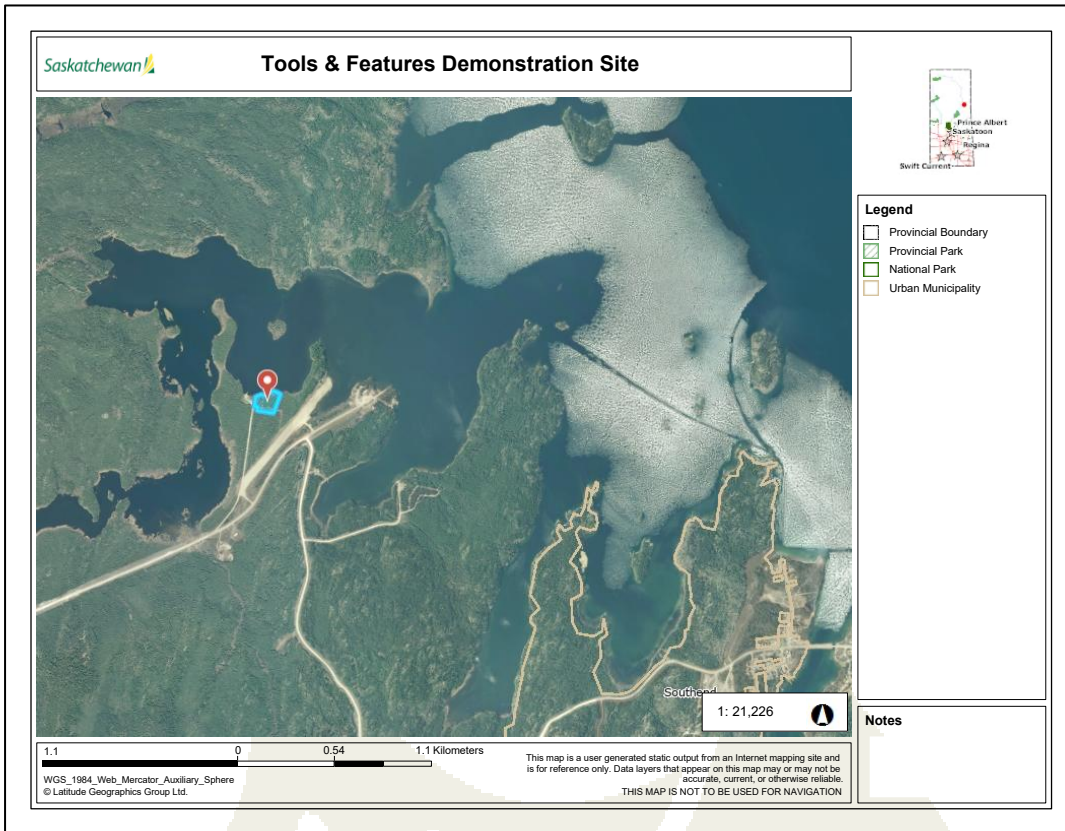 Saskatchewan
Tools & Features Demonstration Site
Prince Albert
Saskatoon
Regina
Swift Current
Legend
Provincial Boundary
Provincial Park
National Park
Urban Municipality
Southend
1: 21,226
Notes
1.1 0 0.54 1.1 Kilometers
WGS_1984_Web_Mercator_Auxiliary_Sphere
© Latitude Geographics Group Ltd.
This map is a user generated static output from an Internet mapping site and
is for reference only. Data layers that appear on this map may or may not be
accurate, current, or otherwise reliable.
THIS MAP IS NOT TO BE USED FOR NAVIGATION